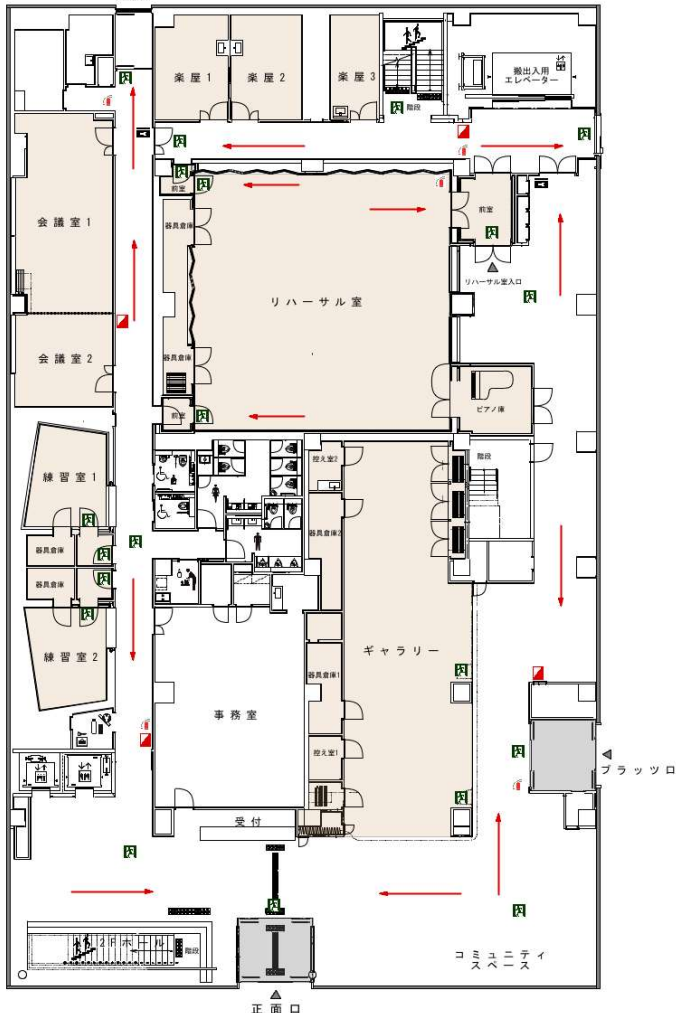 楽屋1
楽屋2
楽屋3
階段
搬出入用
エレベーター
会議室1
前室
器具倉庫
リハーサル室
前室
リハーサル室入口
会議室2
器具倉庫
前室
ピアノ庫
練習室1
控え室2
階段
器具倉庫2
器具倉庫
器具倉庫
練習室2
ギャラリー
器具倉庫1
事務室
控え室1
プラッツ口
受付
2Fホール
階段
コミュニティ
スペース
正面口